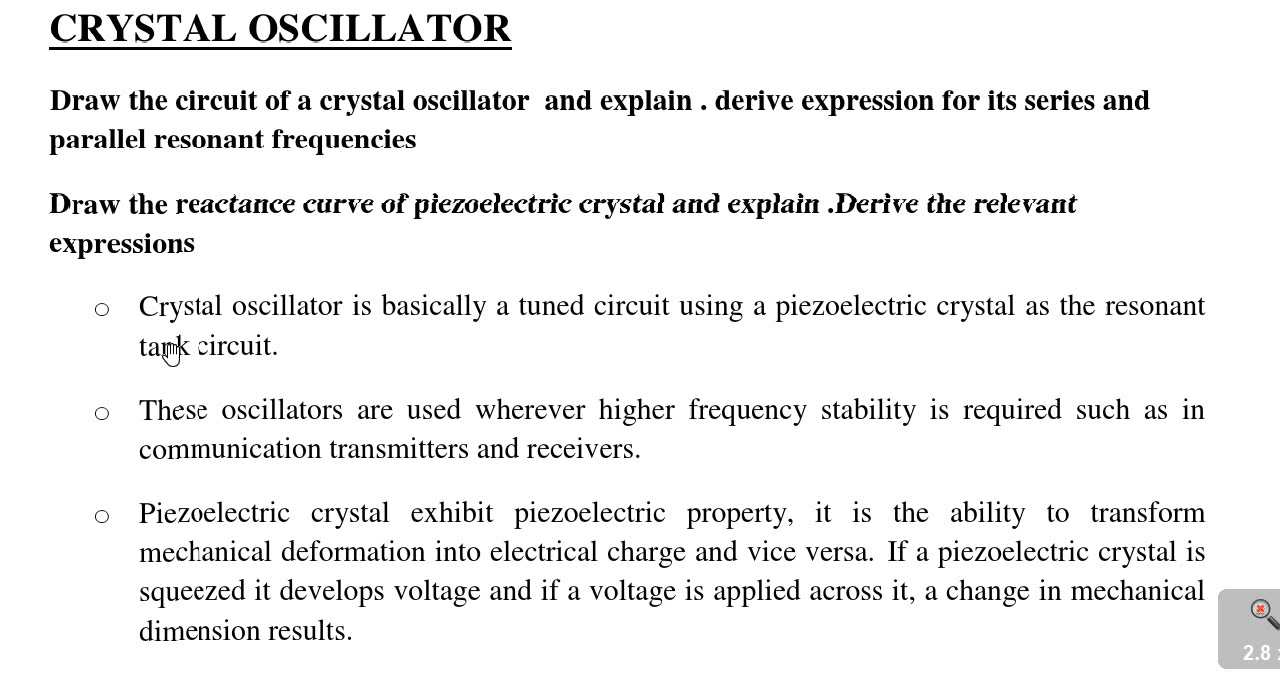 CRYSTAL OSCILLATOR
Draw the circuit of a crystal oscillator and explain . derive expression for its series and
parallel resonant frequencies
Draw the reactance curve of piezoelectric crystal and explain .Derive the relevant
expressions
○ Crystal oscillator is basically a tuned circuit using a piezoelectric crystal as the resonant
tank circuit.
○ These oscillators are used wherever higher frequency stability is required such as in
communication transmitters and receivers.
○ Piezoelectric crystal exhibit piezoelectric property, it is the ability to transform
mechanical deformation into electrical charge and vice versa. If a piezoelectric crystal is
squeezed it develops voltage and if a voltage is applied across it, a change in mechanical
dimension results.
2.8 x